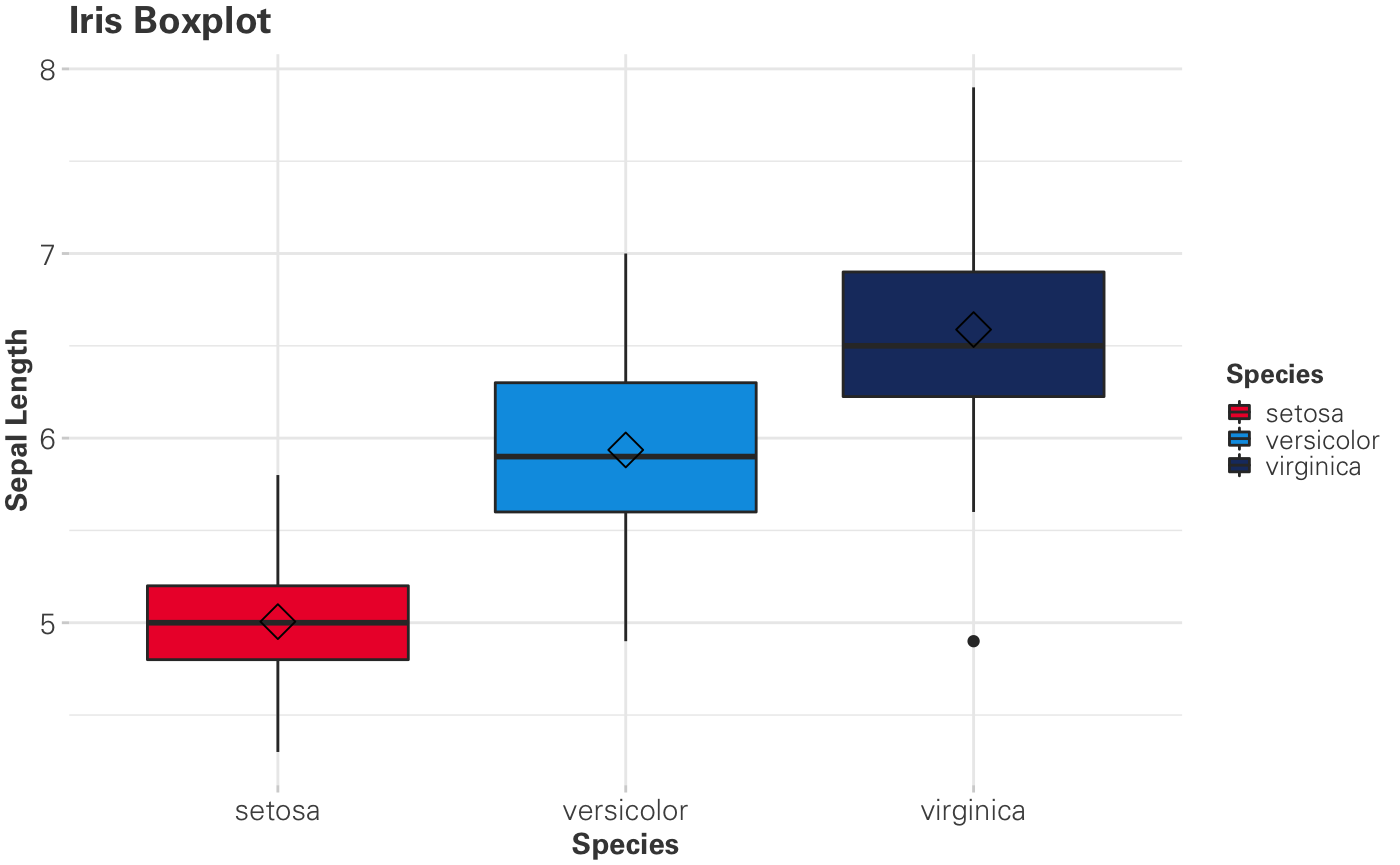 Iris Boxplot
8
7
6
5
Sepal Length
setosa
versicolor
virginica
Species
Species
setosa
versicolor
virginica